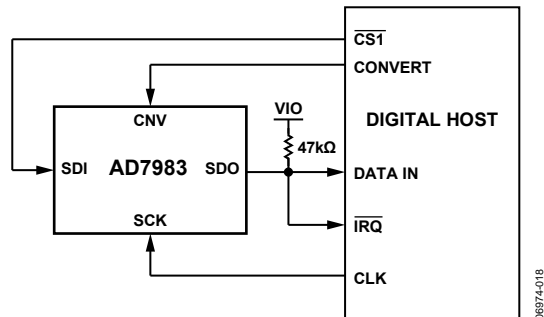 CS1
CONVERT
VIO
CNV
DIGITAL HOST
47kΩ
SDI AD7983 SDO
DATA IN
SCK
IRQ
CLK
06974-018